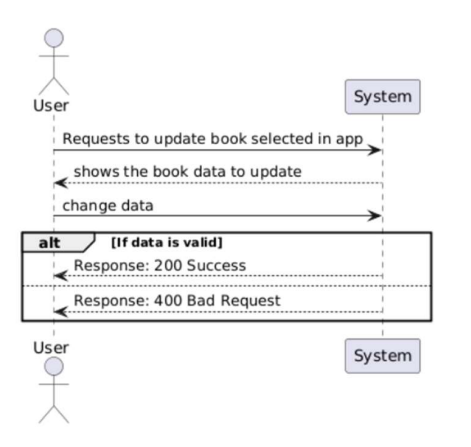 User
System
Requests to update book selected in app
shows the book data to update
change data
alt
[If data is valid]
Response: 200 Success
Response: 400 Bad Request
User
System